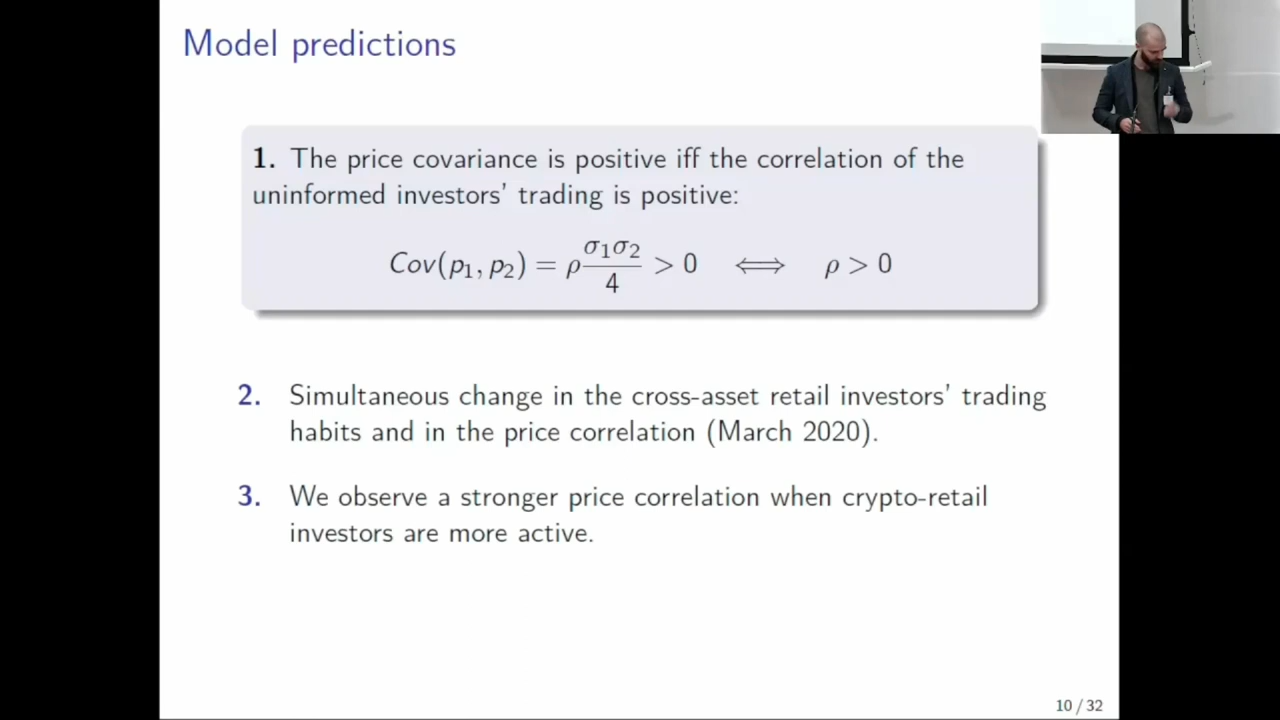 Model predictions
1. The price covariance is positive iff the correlation of the
uninformed investors' trading is positive:
Cov(p₁, p₂) = ρ σ₁σ₂/4 > 0 ⟺ ρ > 0
2. Simultaneous change in the cross-asset retail investors' trading
habits and in the price correlation (March 2020).
3. We observe a stronger price correlation when crypto-retail
investors are more active.
10 / 32